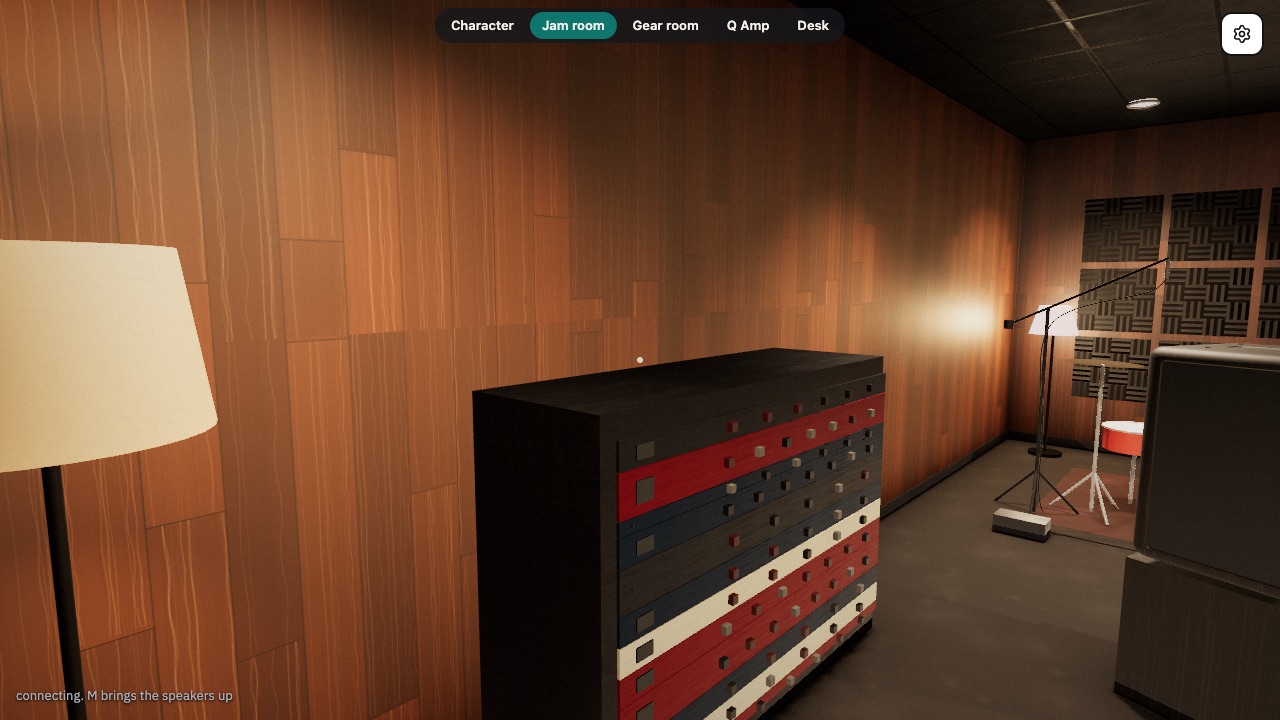 Character
Jam room
Gear room
Q Amp
Desk
connecting. M brings the speakers up